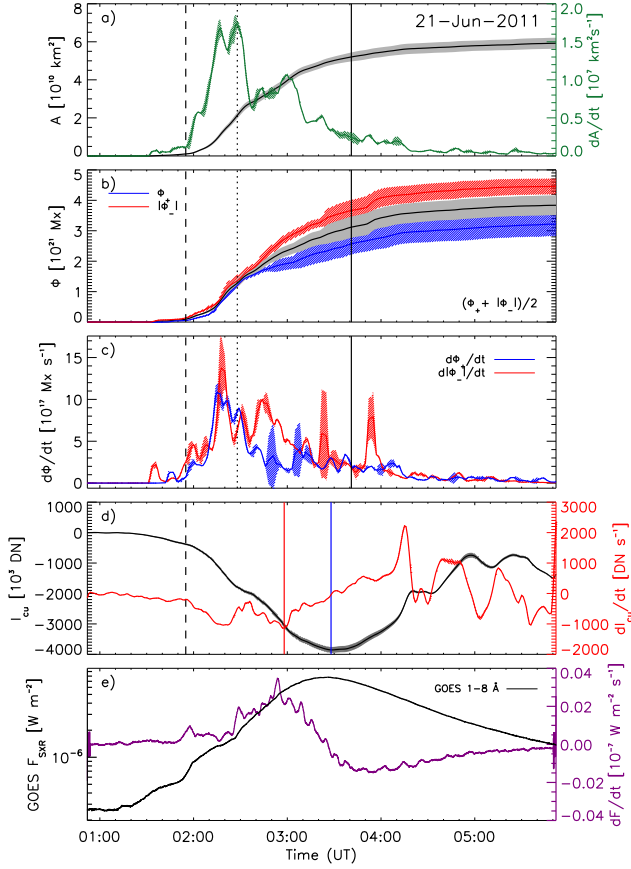 a)
21-Jun-2011
A [10¹⁰ km²]
8
6
4
2
0
dA/dt [10⁷ km²s⁻¹]
2.0
1.5
1.0
0.5
0.0
b)
Φ₊
|Φ₋|
(Φ₊+ |Φ₋|)/2
Φ [10²¹ Mx]
5
4
3
2
1
0
c)
dΦ₊/dt
d|Φ₋|/dt
dΦ/dt [10¹⁷ Mx s⁻¹]
15
10
5
0
d)
I_cu [10³ DN]
1000
0
−1000
−2000
−3000
−4000
dI_cu/dt [DN s⁻¹]
3000
2000
1000
0
−1000
−2000
e)
GOES 1−8 Å
GOES F_SXR [W m⁻²]
10⁻⁶
dF/dt [10⁻⁷ W m⁻² s⁻¹]
0.04
0.02
0.00
−0.02
−0.04
01:00 02:00 03:00 04:00 05:00
Time (UT)